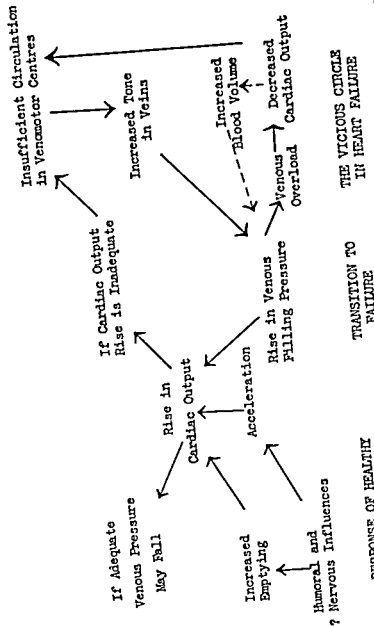 Insufficient Circulation
in Venomotor Centres
Increased Tone
in Veins
Increased
Blood Volume
Venous
Overload
Decreased
Cardiac Output
THE VICIOUS CIRCLE
IN HEART FAILURE
If Cardiac Output
Rise is Inadequate
Rise in Venous
Filling Pressure
TRANSITION TO
FAILURE
Rise in
Cardiac Output
Acceleration
If Adequate
Venous Pressure
May Fall
Increased
Emptying
Humoral and
? Nervous Influences
RESPONSE OF HEALTHY